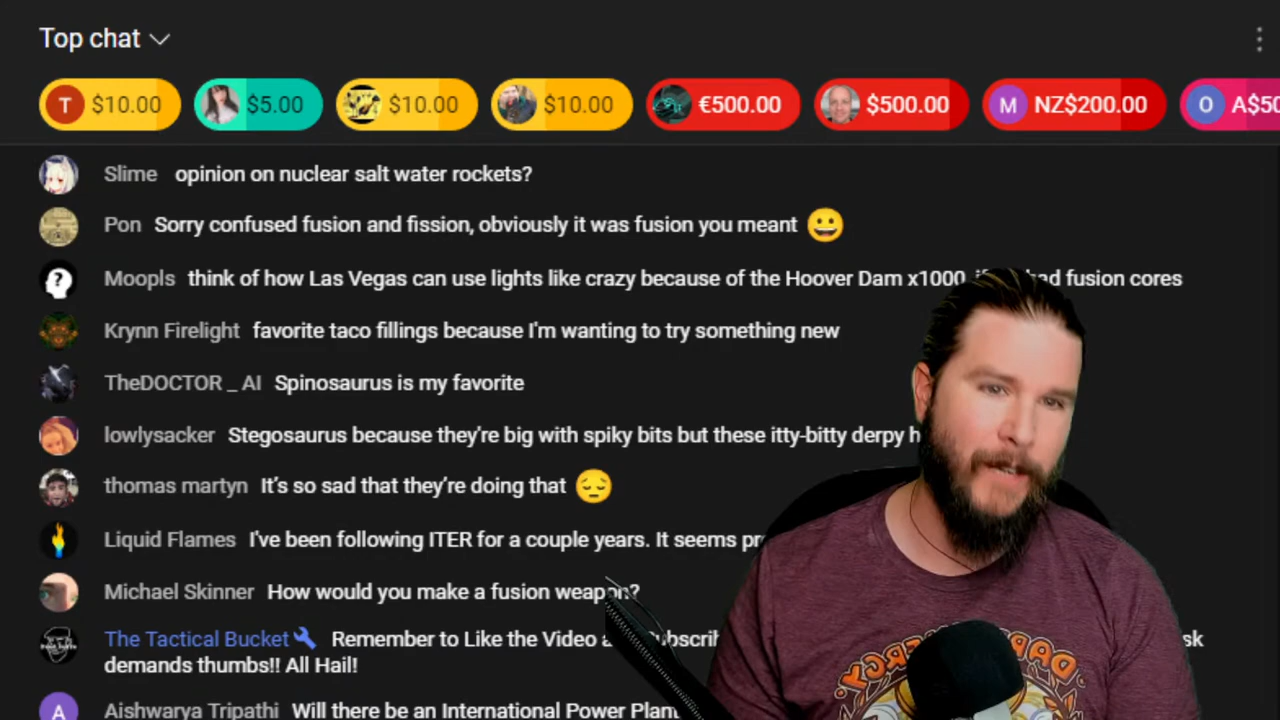 Top chat
T $10.00 $5.00 $10.00 $10.00 €500.00 $500.00 M NZ$200.00 O A$50
Slime opinion on nuclear salt water rockets?
Pon Sorry confused fusion and fission, obviously it was fusion you meant 😀
? Moopls think of how Las Vegas can use lights like crazy because of the Hoover Dam x1000 had fusion cores
Krynn Firelight favorite taco fillings because I'm wanting to try something new
TheDOCTOR _ AI Spinosaurus is my favorite
lowlysacker Stegosaurus because they're big with spiky bits but these itty-bitty derpy
thomas martyn It's so sad that they're doing that 😔
Liquid Flames I've been following ITER for a couple years. It seems
Michael Skinner How would you make a fusion weapon?
The Tactical Bucket Remember to Like the Video
demands thumbs!! All Hail!
A Aishwarya Tripathi Will there be an International Power Plant